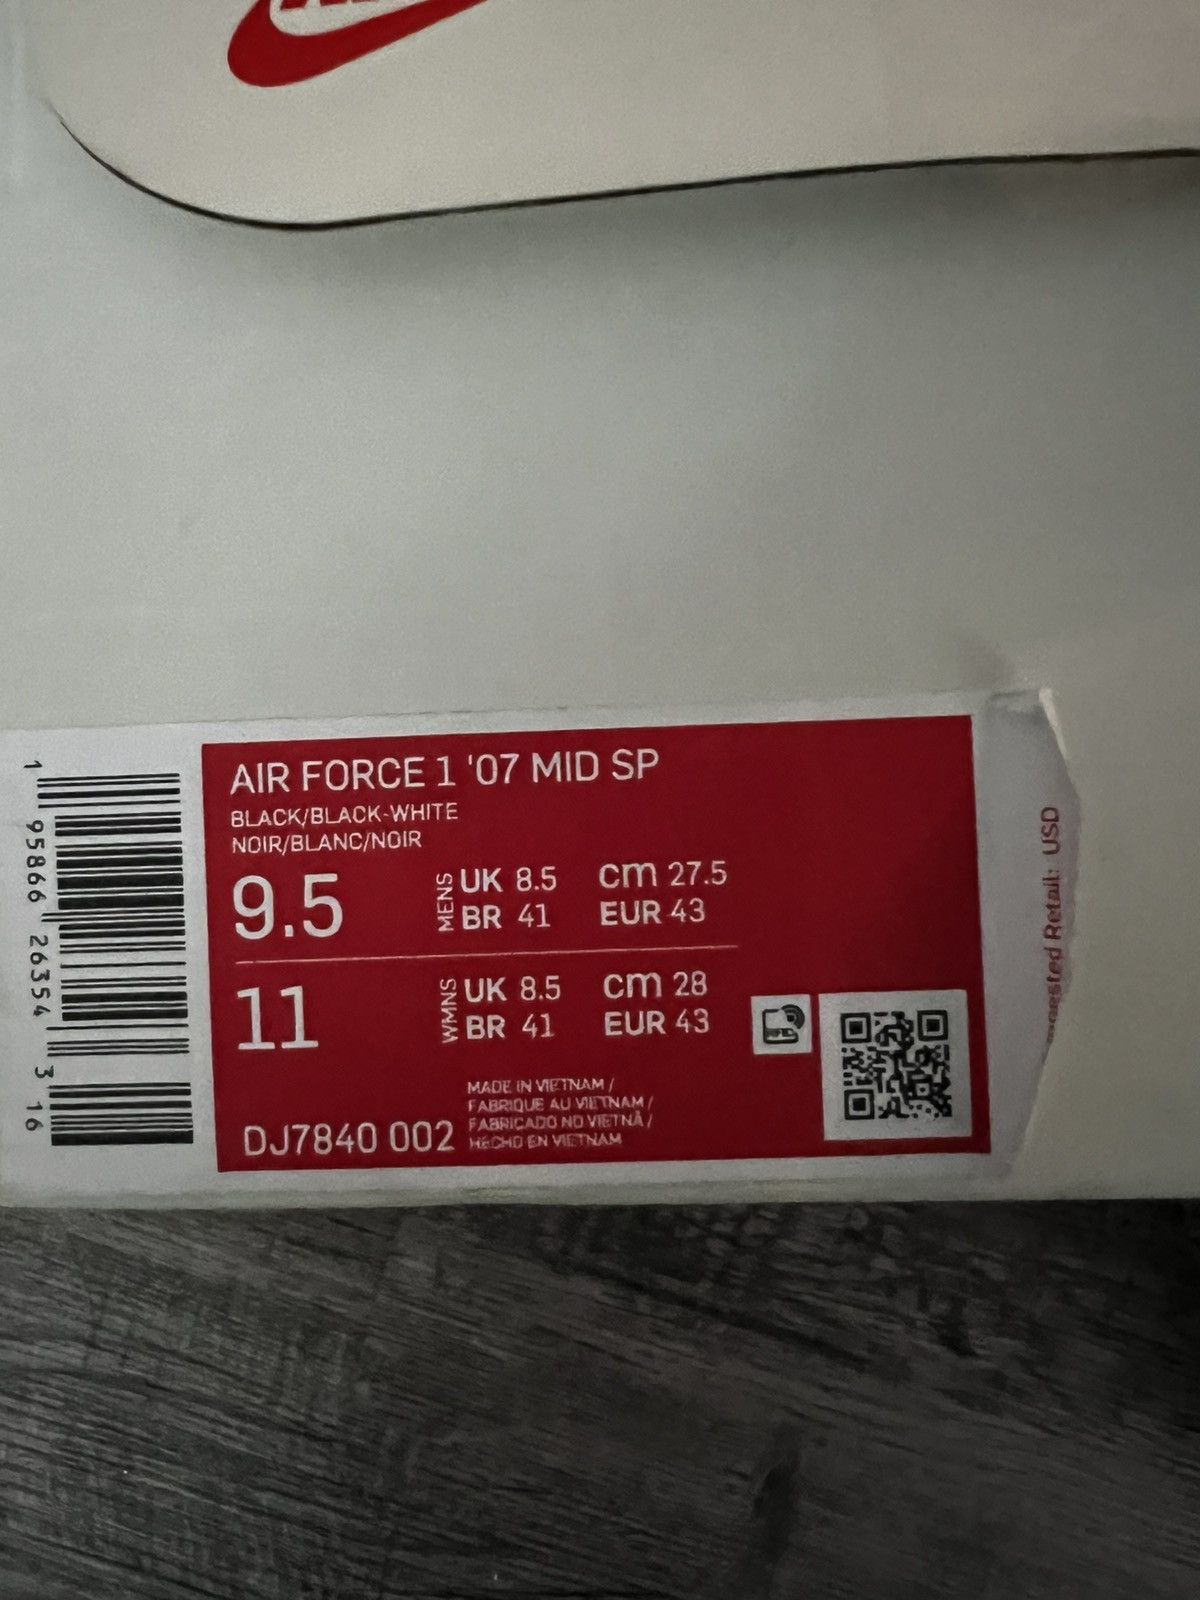 AIR FORCE 1 '07 MID SP
BLACK/BLACK-WHITE
NOIR/BLANC/NOIR
9.5 MENS UK 8.5 cm 27.5
BR 41 EUR 43
11 WMNS UK 8.5 cm 28
BR 41 EUR 43
MADE IN VIETNAM /
FABRIQUE AU VIETNAM /
FABRICADO NO VIETNÃ /
HECHO EN VIETNAM
DJ7840 002
1 95866 26354 3 16
Retail: USD